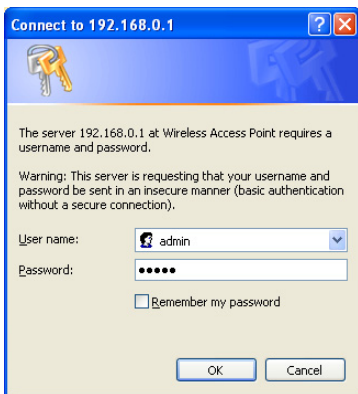 Connect to 192.168.0.1
The server 192.168.0.1 at Wireless Access Point requires a
username and password.
Warning: This server is requesting that your username and
password be sent in an insecure manner (basic authentication
without a secure connection).
User name: admin
Password: •••••
Remember my password
OK Cancel